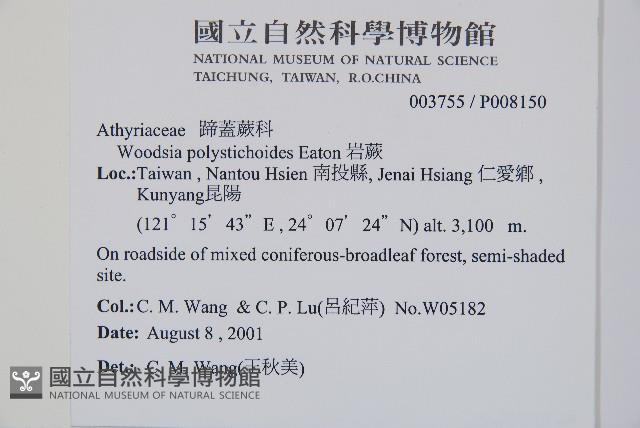 國立自然科學博物館
NATIONAL MUSEUM OF NATURAL SCIENCE
TAICHUNG, TAIWAN, R.O.CHINA
003755 / P008150
Athyriaceae 蹄蓋蕨科
Woodsia polystichoides Eaton 岩蕨
Loc.:Taiwan , Nantou Hsien 南投縣, Jenai Hsiang 仁愛鄉 ,
Kunyang昆陽
(121° 15’ 43” E , 24° 07’ 24” N) alt. 3,100 m.
On roadside of mixed coniferous-broadleaf forest, semi-shaded
site.
Col.:C. M. Wang & C. P. Lu(呂紀萍) No.W05182
Date: August 8 , 2001
Det.: C. M. Wang(王秋美)
國立自然科學博物館
NATIONAL MUSEUM OF NATURAL SCIENCE